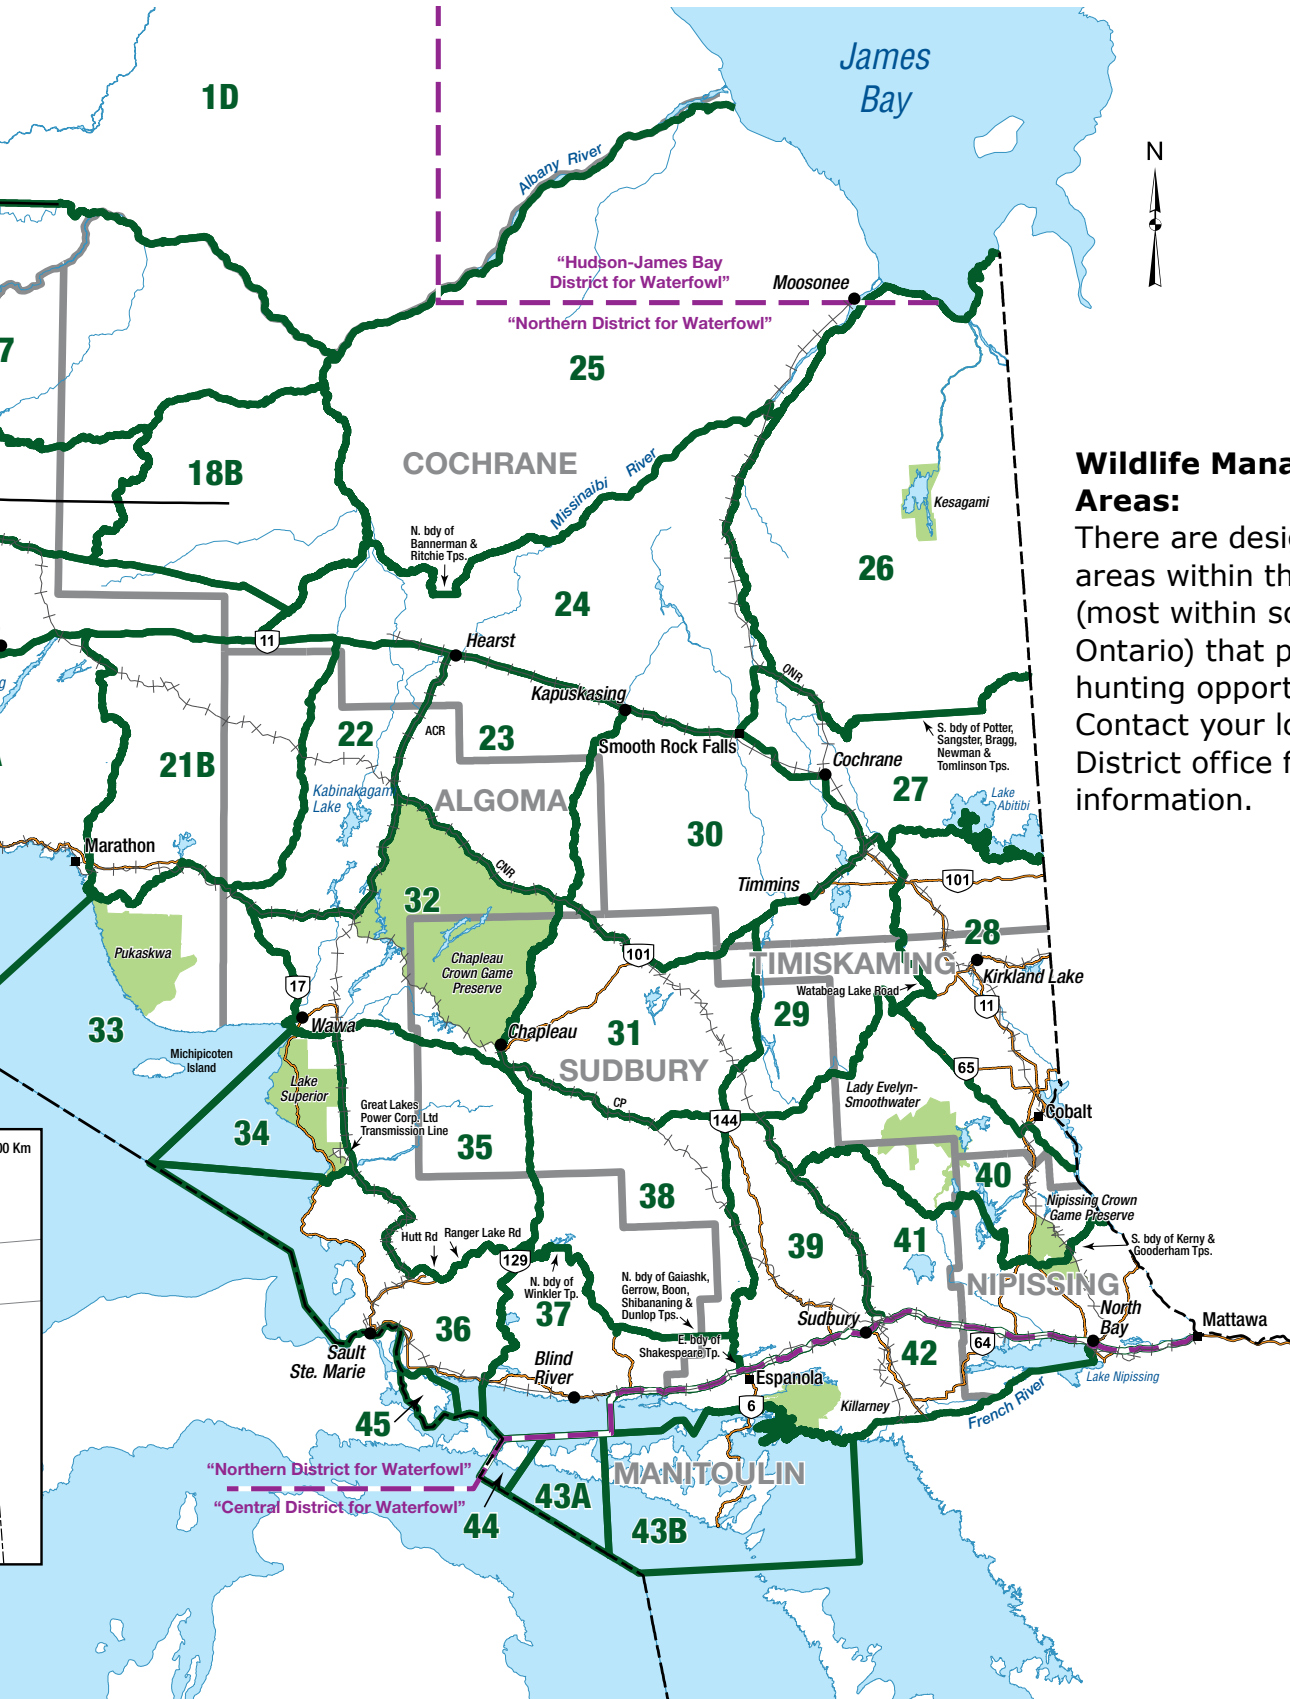 James
Bay
1D
N
Albany River
"Hudson-James Bay
District for Waterfowl"
Moosonee
"Northern District for Waterfowl"
7
25
COCHRANE
18B
Missinaibi River
Kesagami
N. bdy of
Bannerman &
Ritchie Tps.
Wildlife Mana
Areas:
There are desi
areas within th
(most within so
Ontario) that p
hunting opport
Contact your lo
District office f
information.
26
24
11
Hearst
Kapuskasing
ONR
22
ACR
23
Smooth Rock Falls
S. bdy of Potter,
Sangster, Bragg,
Newman &
Tomlinson Tps.
21B
Cochrane
27
Kabinakagami
Lake
ALGOMA
Lake
Abitibi
30
Marathon
CNR
Timmins
101
32
28
Pukaskwa
Chapleau
Crown Game
Preserve
101
TIMISKAMING
Kirkland Lake
17
Watabeag Lake Road
11
29
33
Wawa
Chapleau
31
Michipicoten
Island
SUDBURY
65
Lake
Superior
Lady Evelyn-
Smoothwater
Great Lakes
Power Corp. Ltd
Transmission Line
CP
144
Cobalt
34
35
00 Km
40
38
Nipissing Crown
Game Preserve
Hutt Rd
Ranger Lake Rd
39
41
S. bdy of Kerny &
Gooderham Tps.
129
N. bdy of
Winkler Tp.
N. bdy of Gaiashk,
Gerrow, Boon,
Shibananing &
Dunlop Tps.
NIPISSING
36
37
Sudbury
North
Bay
Mattawa
E. bdy of
Shakespeare Tp.
Sault
Ste. Marie
Blind
River
42
64
Espanola
Lake Nipissing
6
Killarney
French River
45
"Northern District for Waterfowl"
MANITOULIN
"Central District for Waterfowl"
43A
44
43B